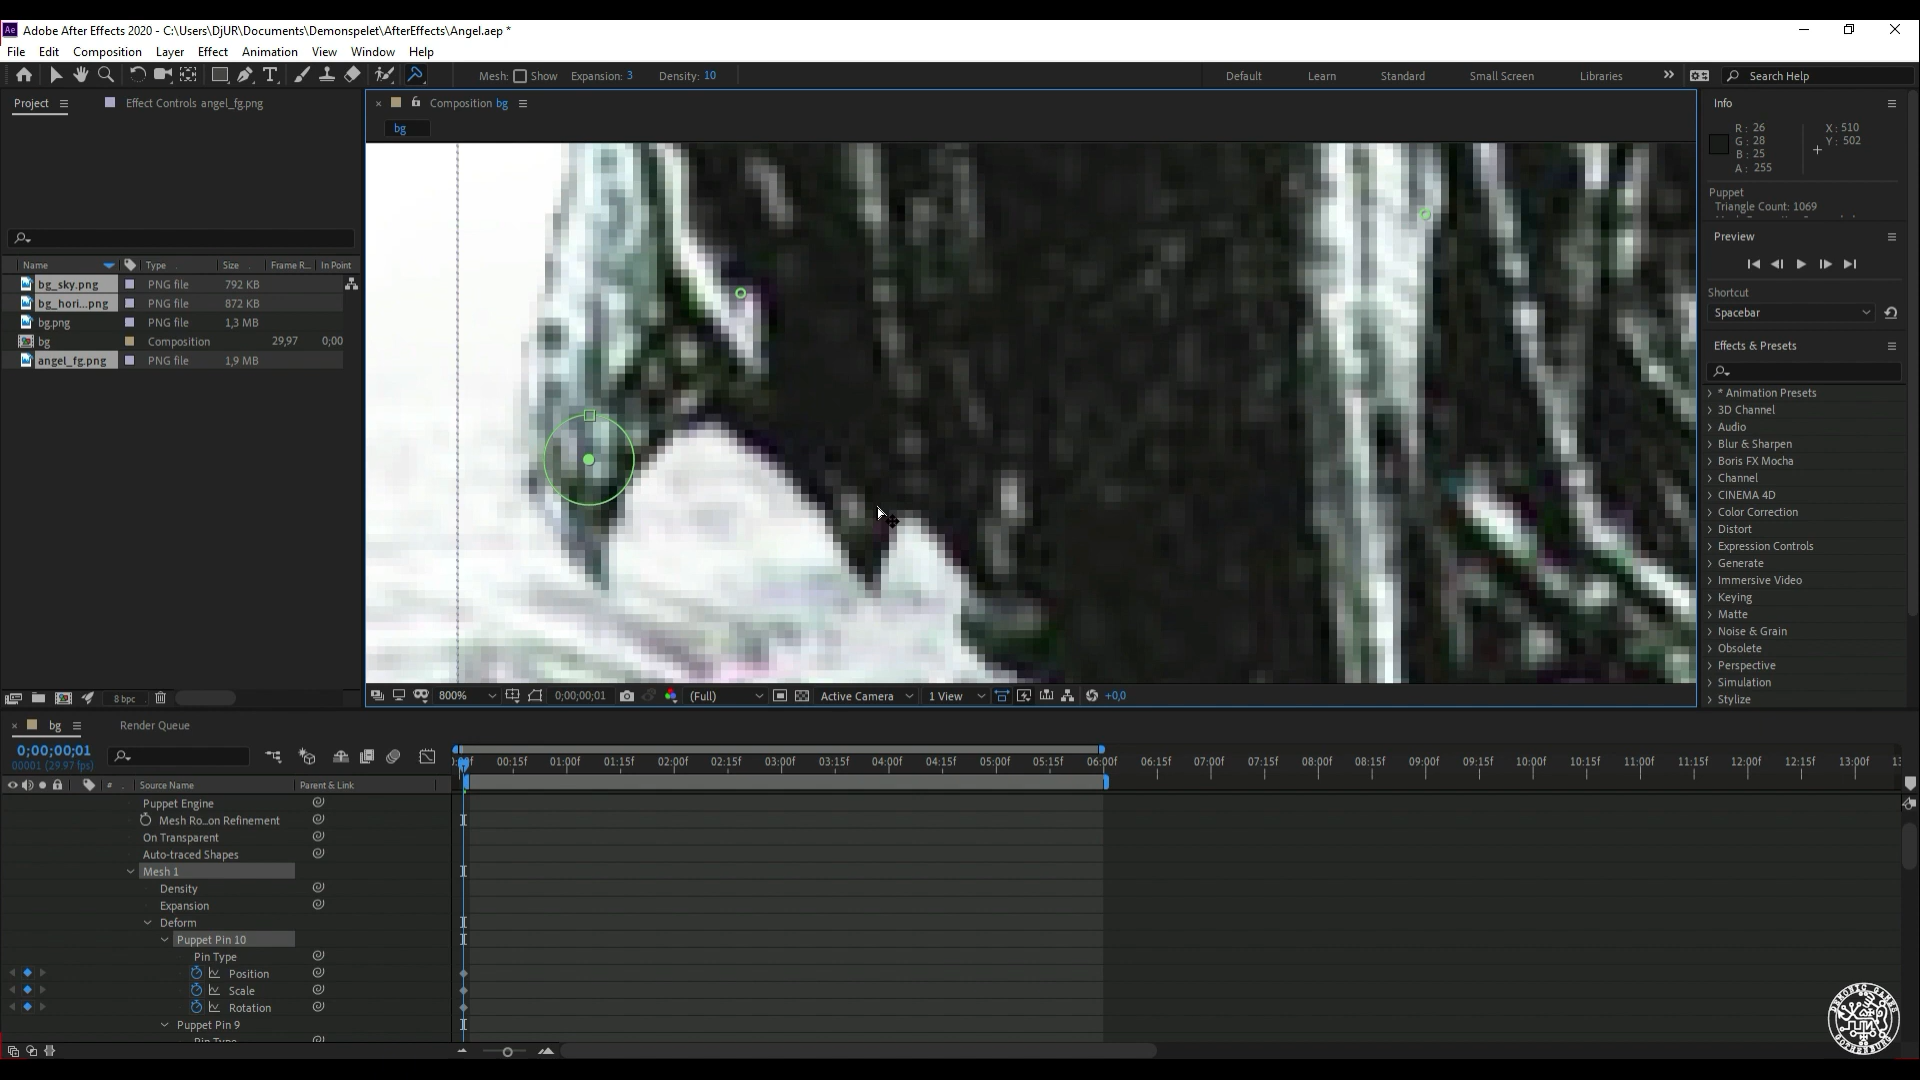 Adobe After Effects 2020 - C:\Users\DjUR\Documents\Demonspelet\AfterEffects\Angel.aep *
File Edit Composition Layer Effect Animation View Window Help
Mesh: Show Expansion: 3 Density: 10
Default Learn Standard Small Screen Libraries » Search Help
Project Effect Controls angel_fg.png
× Composition bg
bg
Name Type Size Frame R... In Point
bg_sky.png PNG file 792 KB
bg_hori...png PNG file 872 KB
bg.png PNG file 1,3 MB
bg Composition 29,97 0;00
angel_fg.png PNG file 1,9 MB
Info
R: 26
G: 28
B: 25
A: 255
X: 510
Y: 502
Puppet
Triangle Count: 1069
Preview
Shortcut
Spacebar
Effects & Presets
* Animation Presets
3D Channel
Audio
Blur & Sharpen
Boris FX Mocha
Channel
CINEMA 4D
Color Correction
Distort
Expression Controls
Generate
Immersive Video
Keying
Matte
Noise & Grain
Obsolete
Perspective
Simulation
Stylize
8 bpc
800% 0;00;00;01 (Full) Active Camera 1 View +0,0
× bg Render Queue
0;00;00;01
00001 (29.97 fps)
00:15f 01:00f 01:15f 02:00f 02:15f 03:00f 03:15f 04:00f 04:15f 05:00f 05:15f 06:00f 06:15f 07:00f 07:15f 08:00f 08:15f 09:00f 09:15f 10:00f 10:15f 11:00f 11:15f 12:00f 12:15f 13:00f
# Source Name Parent & Link
Puppet Engine
Mesh Ro...on Refinement
On Transparent
Auto-traced Shapes
Mesh 1
Density
Expansion
Deform
Puppet Pin 10
Pin Type
Position
Scale
Rotation
Puppet Pin 9
DEMONIC GAMES
GOTHENBURG